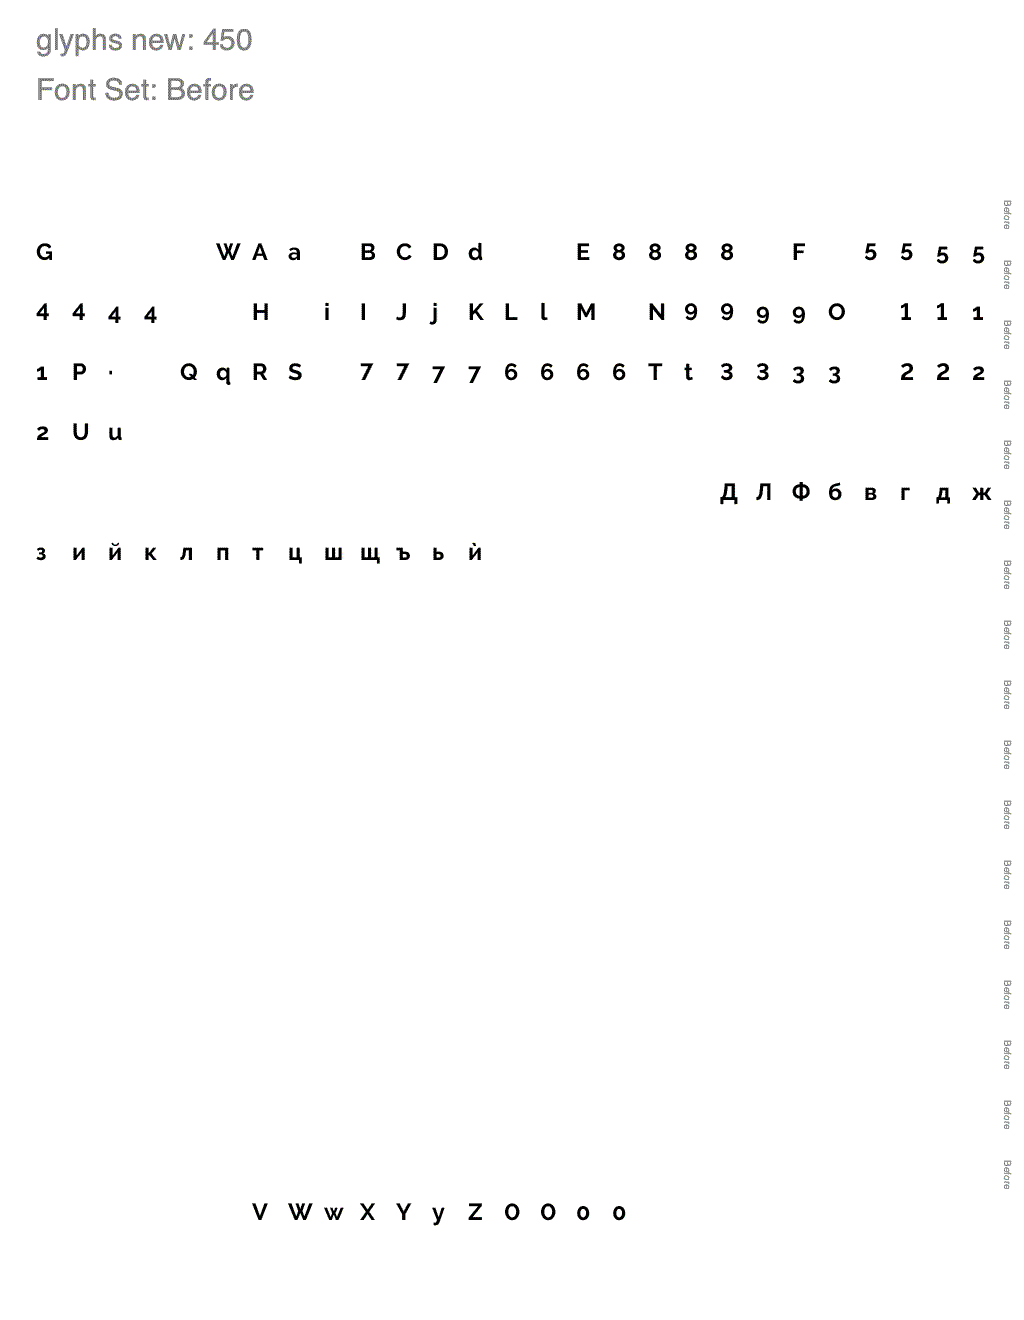 glyphs new: 450
Font Set: Before
Before
G W A a B C D d E 8 8 8 8 F 5 5 5 5
Before
4 4 4 4 H i I J j K L l M N 9 9 9 9 O 1 1 1
Before
1 P · Q q R S 7 7 7 7 6 6 6 6 T t 3 3 3 3 2 2 2
Before
2 U u
Before
Д Л Ф б в г д ж
Before
з и й к л п т ц ш щ ъ ь ѝ
Before
Before
Before
Before
Before
Before
Before
Before
Before
Before
V W w X Y y Z 0 0 0 0
Before